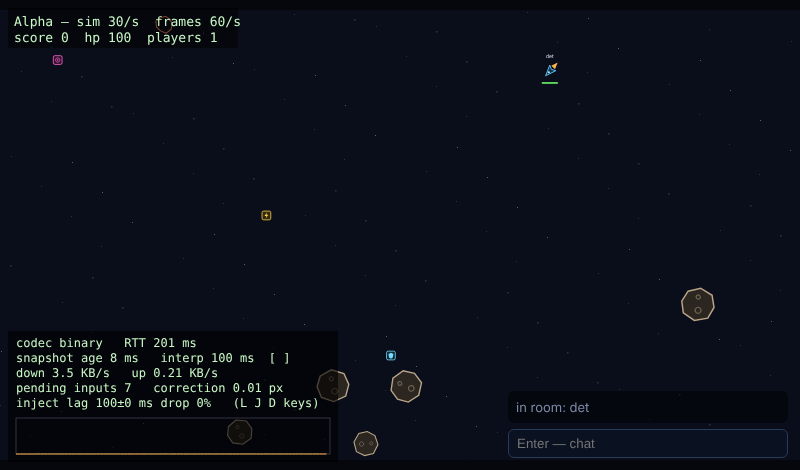 Alpha — sim 30/s  frames 60/s
score 0  hp 100  players 1
det
codec binary   RTT 201 ms
snapshot age 8 ms   interp 100 ms  [ ]
down 3.5 KB/s   up 0.21 KB/s
pending inputs 7   correction 0.01 px
inject lag 100±0 ms drop 0%   (L J D keys)
in room: det
Enter — chat